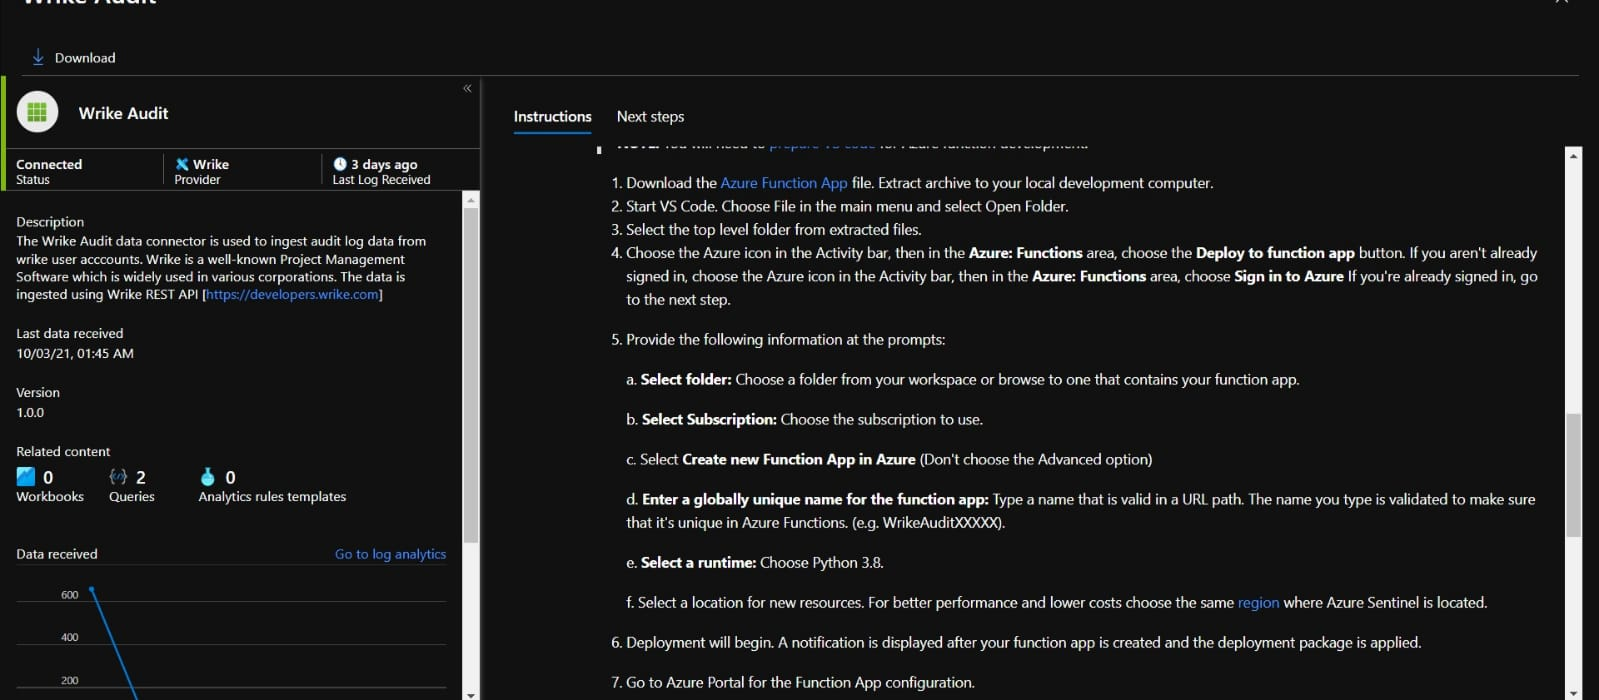 Wrike Audit
Download
«
Wrike Audit
Connected
Status
Wrike
Provider
3 days ago
Last Log Received
Description
The Wrike Audit data connector is used to ingest audit log data from
wrike user acccounts. Wrike is a well-known Project Management
Software which is widely used in various corporations. The data is
ingested using Wrike REST API [https://developers.wrike.com]
Last data received
10/03/21, 01:45 AM
Version
1.0.0
Related content
0
Workbooks
2
Queries
0
Analytics rules templates
Data received
Go to log analytics
600
400
200
Instructions
Next steps
NOTE: You will need to prepare VS code for Azure function development.
1. Download the Azure Function App file. Extract archive to your local development computer.
2. Start VS Code. Choose File in the main menu and select Open Folder.
3. Select the top level folder from extracted files.
4. Choose the Azure icon in the Activity bar, then in the Azure: Functions area, choose the Deploy to function app button. If you aren't already
signed in, choose the Azure icon in the Activity bar, then in the Azure: Functions area, choose Sign in to Azure If you're already signed in, go
to the next step.
5. Provide the following information at the prompts:
a. Select folder: Choose a folder from your workspace or browse to one that contains your function app.
b. Select Subscription: Choose the subscription to use.
c. Select Create new Function App in Azure (Don't choose the Advanced option)
d. Enter a globally unique name for the function app: Type a name that is valid in a URL path. The name you type is validated to make sure
that it's unique in Azure Functions. (e.g. WrikeAuditXXXXX).
e. Select a runtime: Choose Python 3.8.
f. Select a location for new resources. For better performance and lower costs choose the same region where Azure Sentinel is located.
6. Deployment will begin. A notification is displayed after your function app is created and the deployment package is applied.
7. Go to Azure Portal for the Function App configuration.